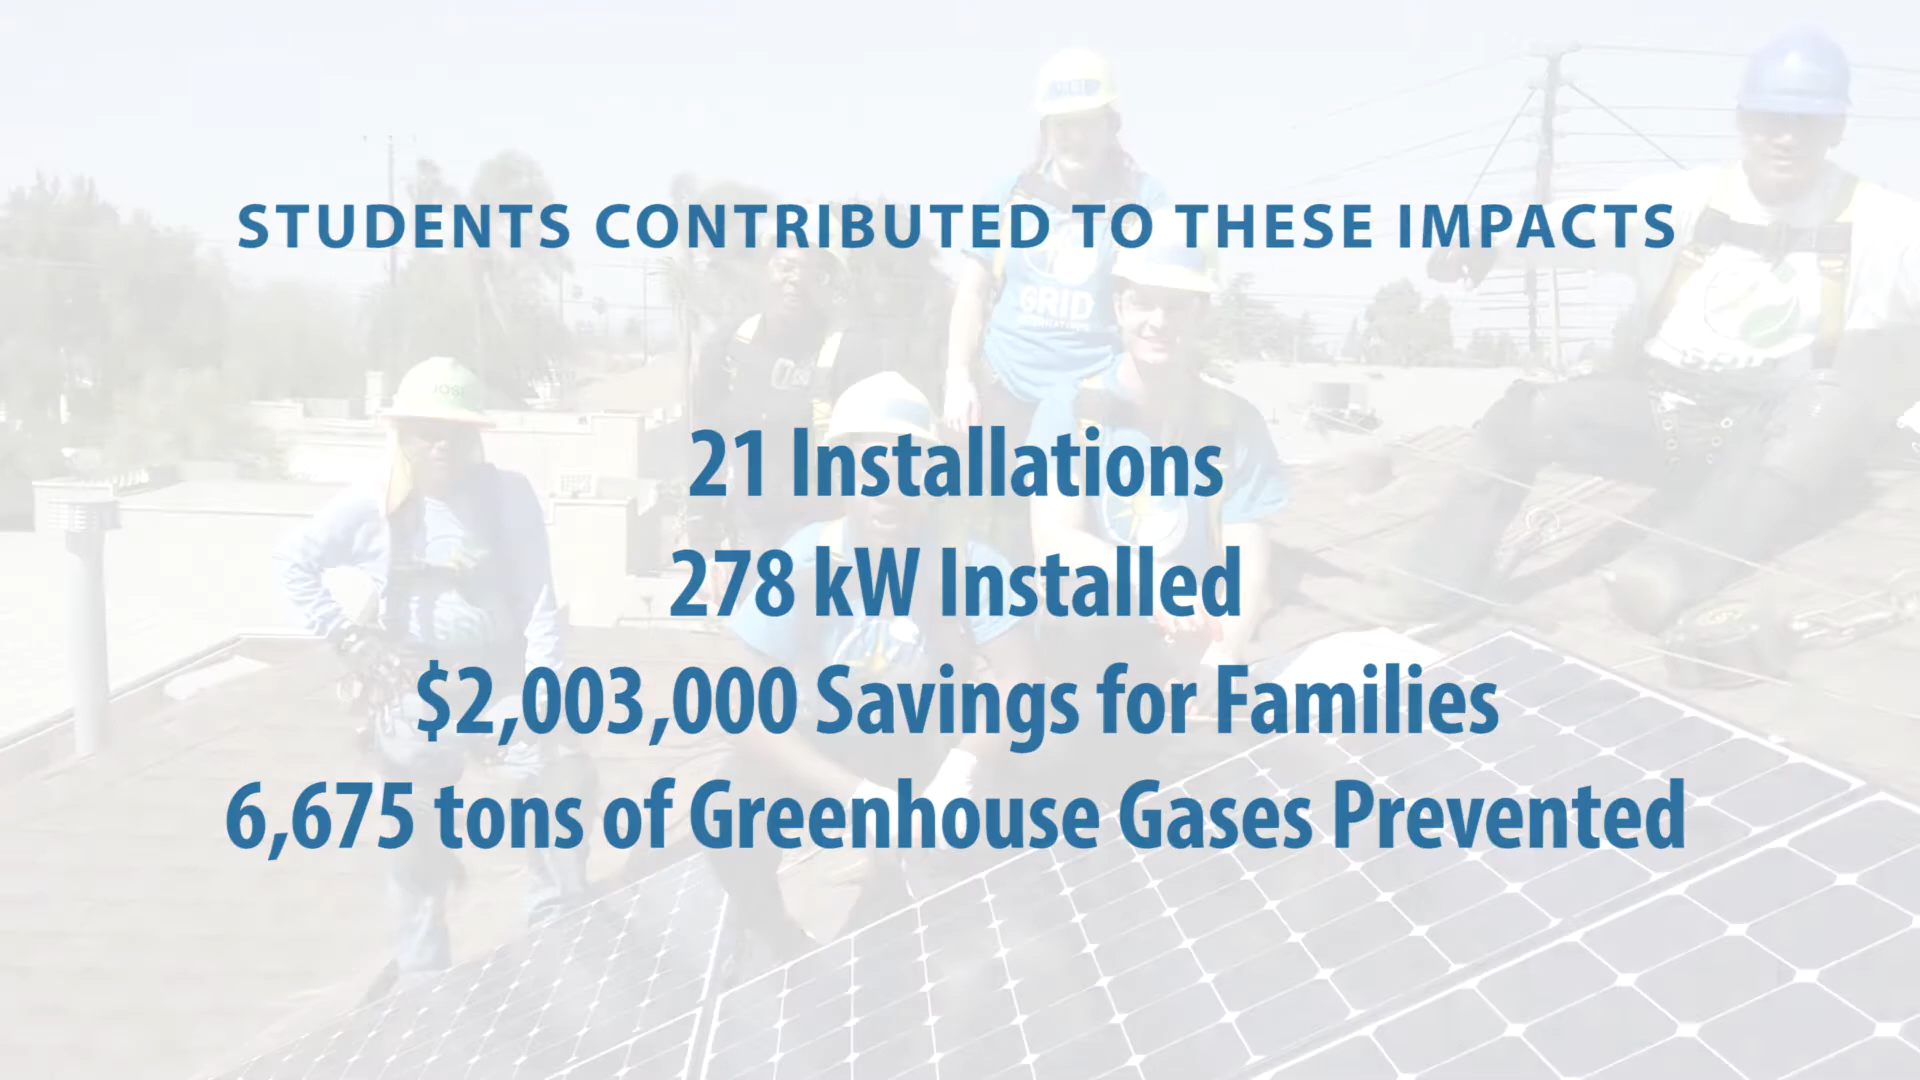 STUDENTS CONTRIBUTED TO THESE IMPACTS
GRID
21 Installations
278 kW Installed
$2,003,000 Savings for Families
6,675 tons of Greenhouse Gases Prevented